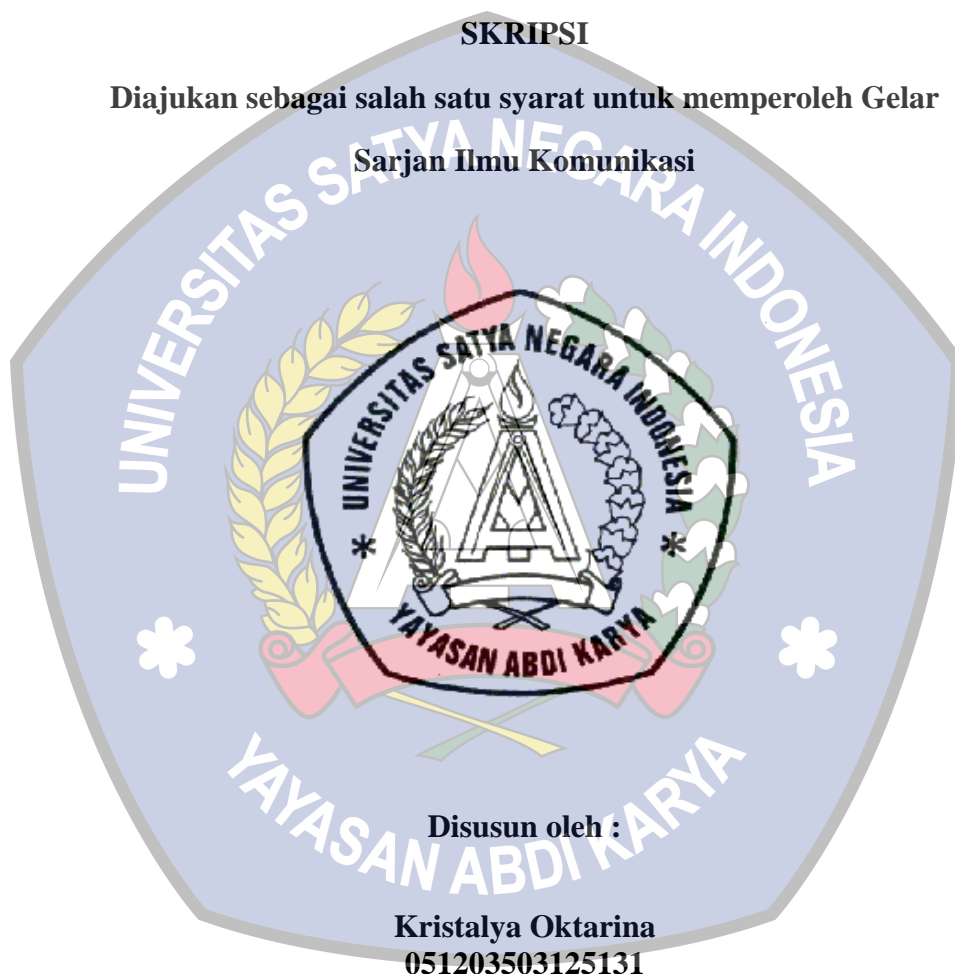 SKRIPSI
Diajukan sebagai salah satu syarat untuk memperoleh Gelar
Sarjan Ilmu Komunikasi
UNIVERSITAS SATYA NEGARA INDONESIA
YAYASAN ABDI KARYA
UNIVERSITAS SATYA NEGARA INDONESIA
YAYASAN ABDI KARYA
Disusun oleh :
Kristalya Oktarina
051203503125131